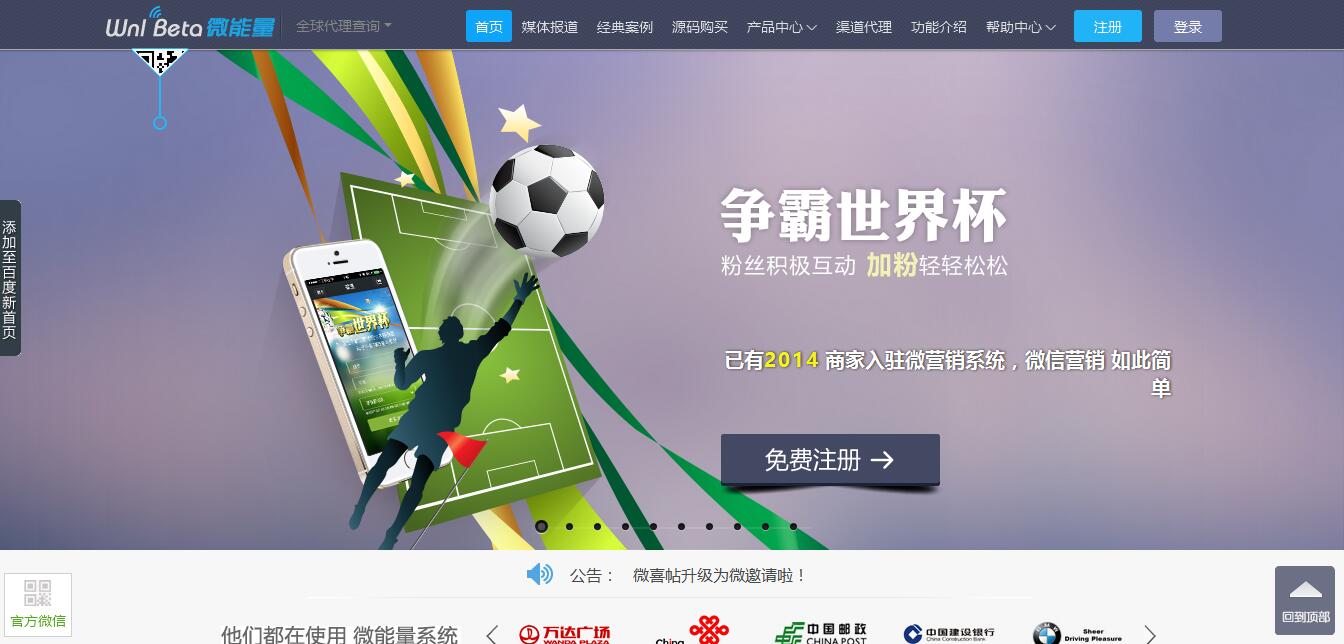 WnI Beta 微能量
全球代理查询
首页 媒体报道 经典案例 源码购买 产品中心 渠道代理 功能介绍 帮助中心 注册 登录
添加至百度新首页
争霸世界杯
粉丝积极互动 加粉轻轻松松
争霸世界杯
已有2014 商家入驻微营销系统，微信营销 如此简
单
免费注册
公告： 微喜帖升级为微邀请啦！
官方微信
回到顶部
他们都在使用 微能量系统
万达广场
WANDA PLAZA
China
中国邮政
CHINA POST
中国建设银行
China Construction Bank
BMW
Sheer
Driving Pleasure